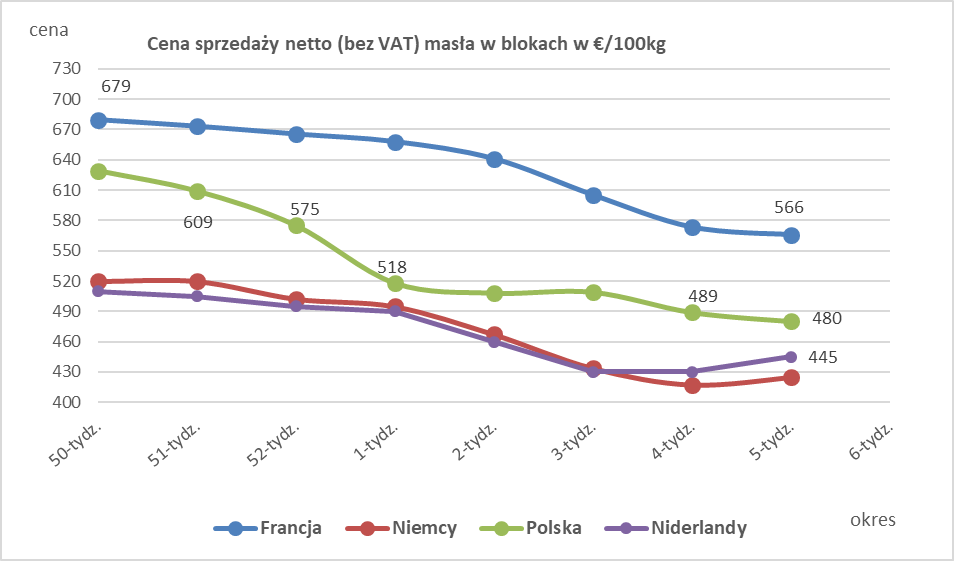 cena
Cena sprzedaży netto (bez VAT) masła w blokach w €/100kg
730
700
670
640
610
580
550
520
490
460
430
400
679
609
575
518
566
489
480
445
50-tydz.
51-tydz.
52-tydz.
1-tydz.
2-tydz.
3-tydz.
4-tydz.
5-tydz.
6-tydz.
okres
Francja
Niemcy
Polska
Niderlandy